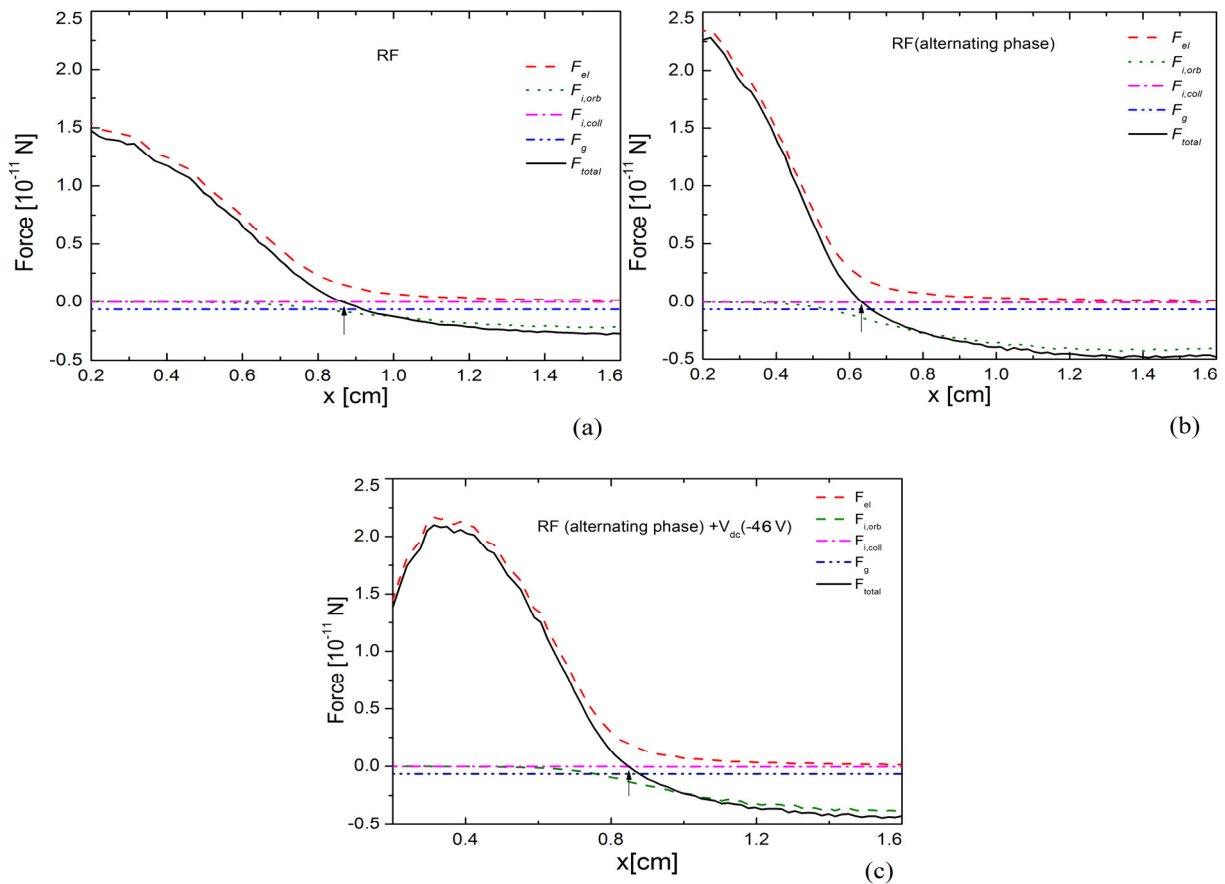 RF
F_el
F_i,orb
F_i,coll
F_g
F_total
Force [10^-11 N]
2.5
2.0
1.5
1.0
0.5
0.0
-0.5
0.2 0.4 0.6 0.8 1.0 1.2 1.4 1.6
x [cm]
(a)
RF(alternating phase)
F_el
F_i,orb
F_i,coll
F_g
F_total
Force [10^-11 N]
2.5
2.0
1.5
1.0
0.5
0.0
-0.5
0.2 0.4 0.6 0.8 1.0 1.2 1.4 1.6
x [cm]
(b)
RF (alternating phase) +V_dc(-46 V)
F_el
F_i,orb
F_i,coll
F_g
F_total
Force [10^-11 N]
2.5
2.0
1.5
1.0
0.5
0.0
-0.5
0.4 0.8 1.2 1.6
x[cm]
(c)